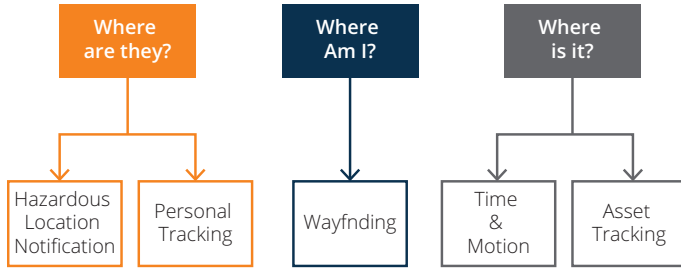 Where
are they?
Where
Am I?
Where
is it?
Hazardous
Location
Notification
Personal
Tracking
Wayfnding
Time
&
Motion
Asset
Tracking